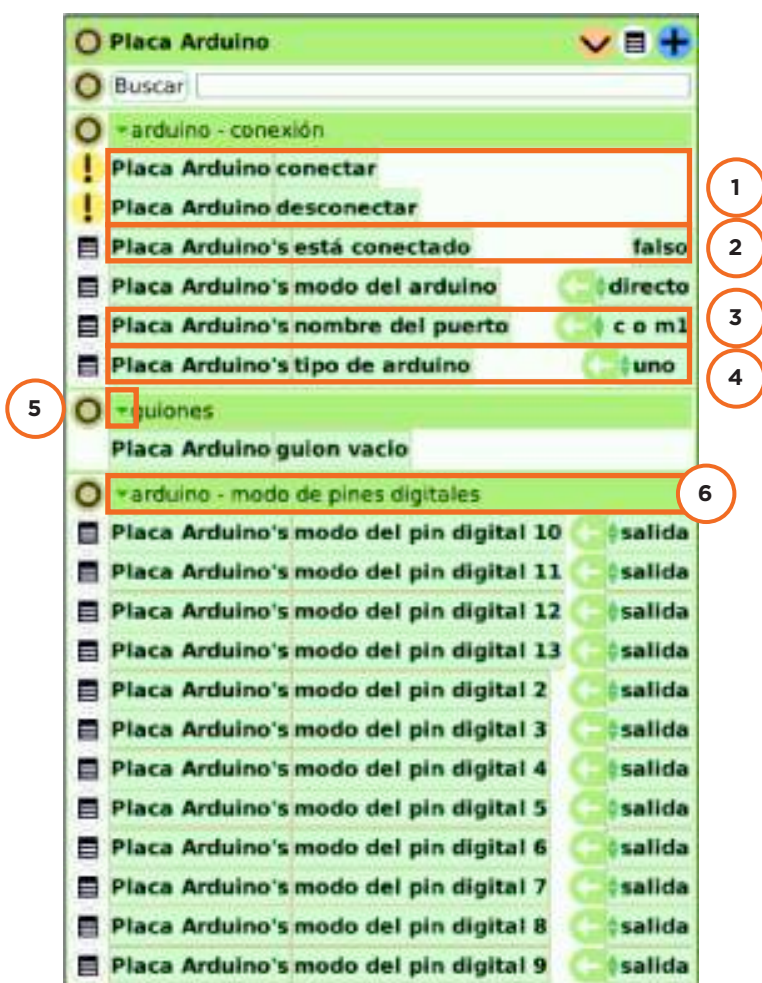 Placa Arduino
Buscar
arduino - conexión
Placa Arduino conectar
1
Placa Arduino desconectar
Placa Arduino's está conectado falso
2
Placa Arduino's modo del arduino directo
Placa Arduino's nombre del puerto c o m1
3
Placa Arduino's tipo de arduino uno
4
5
guiones
Placa Arduino guion vacío
arduino - modo de pines digitales
6
Placa Arduino's modo del pin digital 10 salida
Placa Arduino's modo del pin digital 11 salida
Placa Arduino's modo del pin digital 12 salida
Placa Arduino's modo del pin digital 13 salida
Placa Arduino's modo del pin digital 2 salida
Placa Arduino's modo del pin digital 3 salida
Placa Arduino's modo del pin digital 4 salida
Placa Arduino's modo del pin digital 5 salida
Placa Arduino's modo del pin digital 6 salida
Placa Arduino's modo del pin digital 7 salida
Placa Arduino's modo del pin digital 8 salida
Placa Arduino's modo del pin digital 9 salida